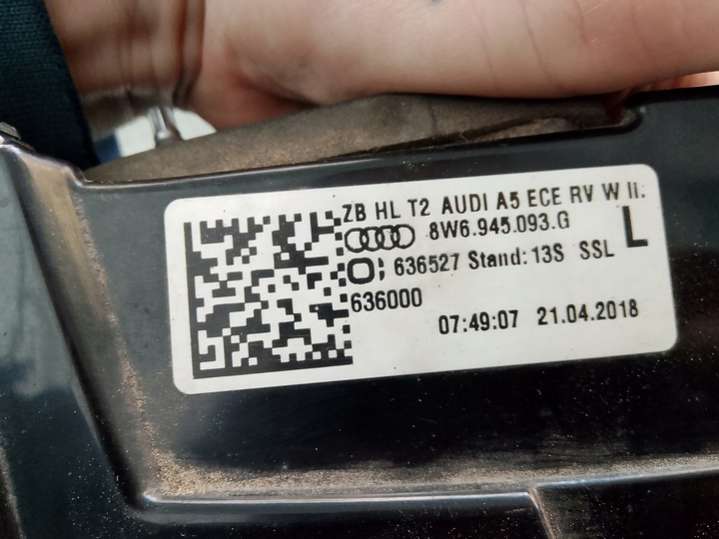 ZB HL T2 AUDI A5 ECE RV W II.
8W6.945.093.G
L
636527 Stand: 13S SSL
636000
07:49:07 21.04.2018